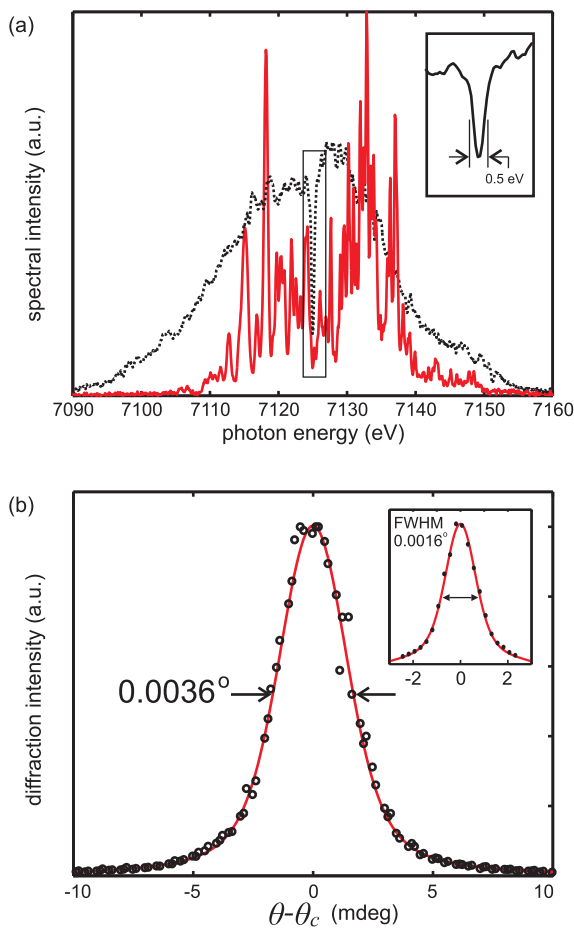 (a)
spectral intensity (a.u.)
0.5 eV
7090 7100 7110 7120 7130 7140 7150 7160
photon energy (eV)
(b)
diffraction intensity (a.u.)
FWHM
0.0016°
-2 0 2
0.0036°
-10 -5 0 5 10
θ-θc (mdeg)